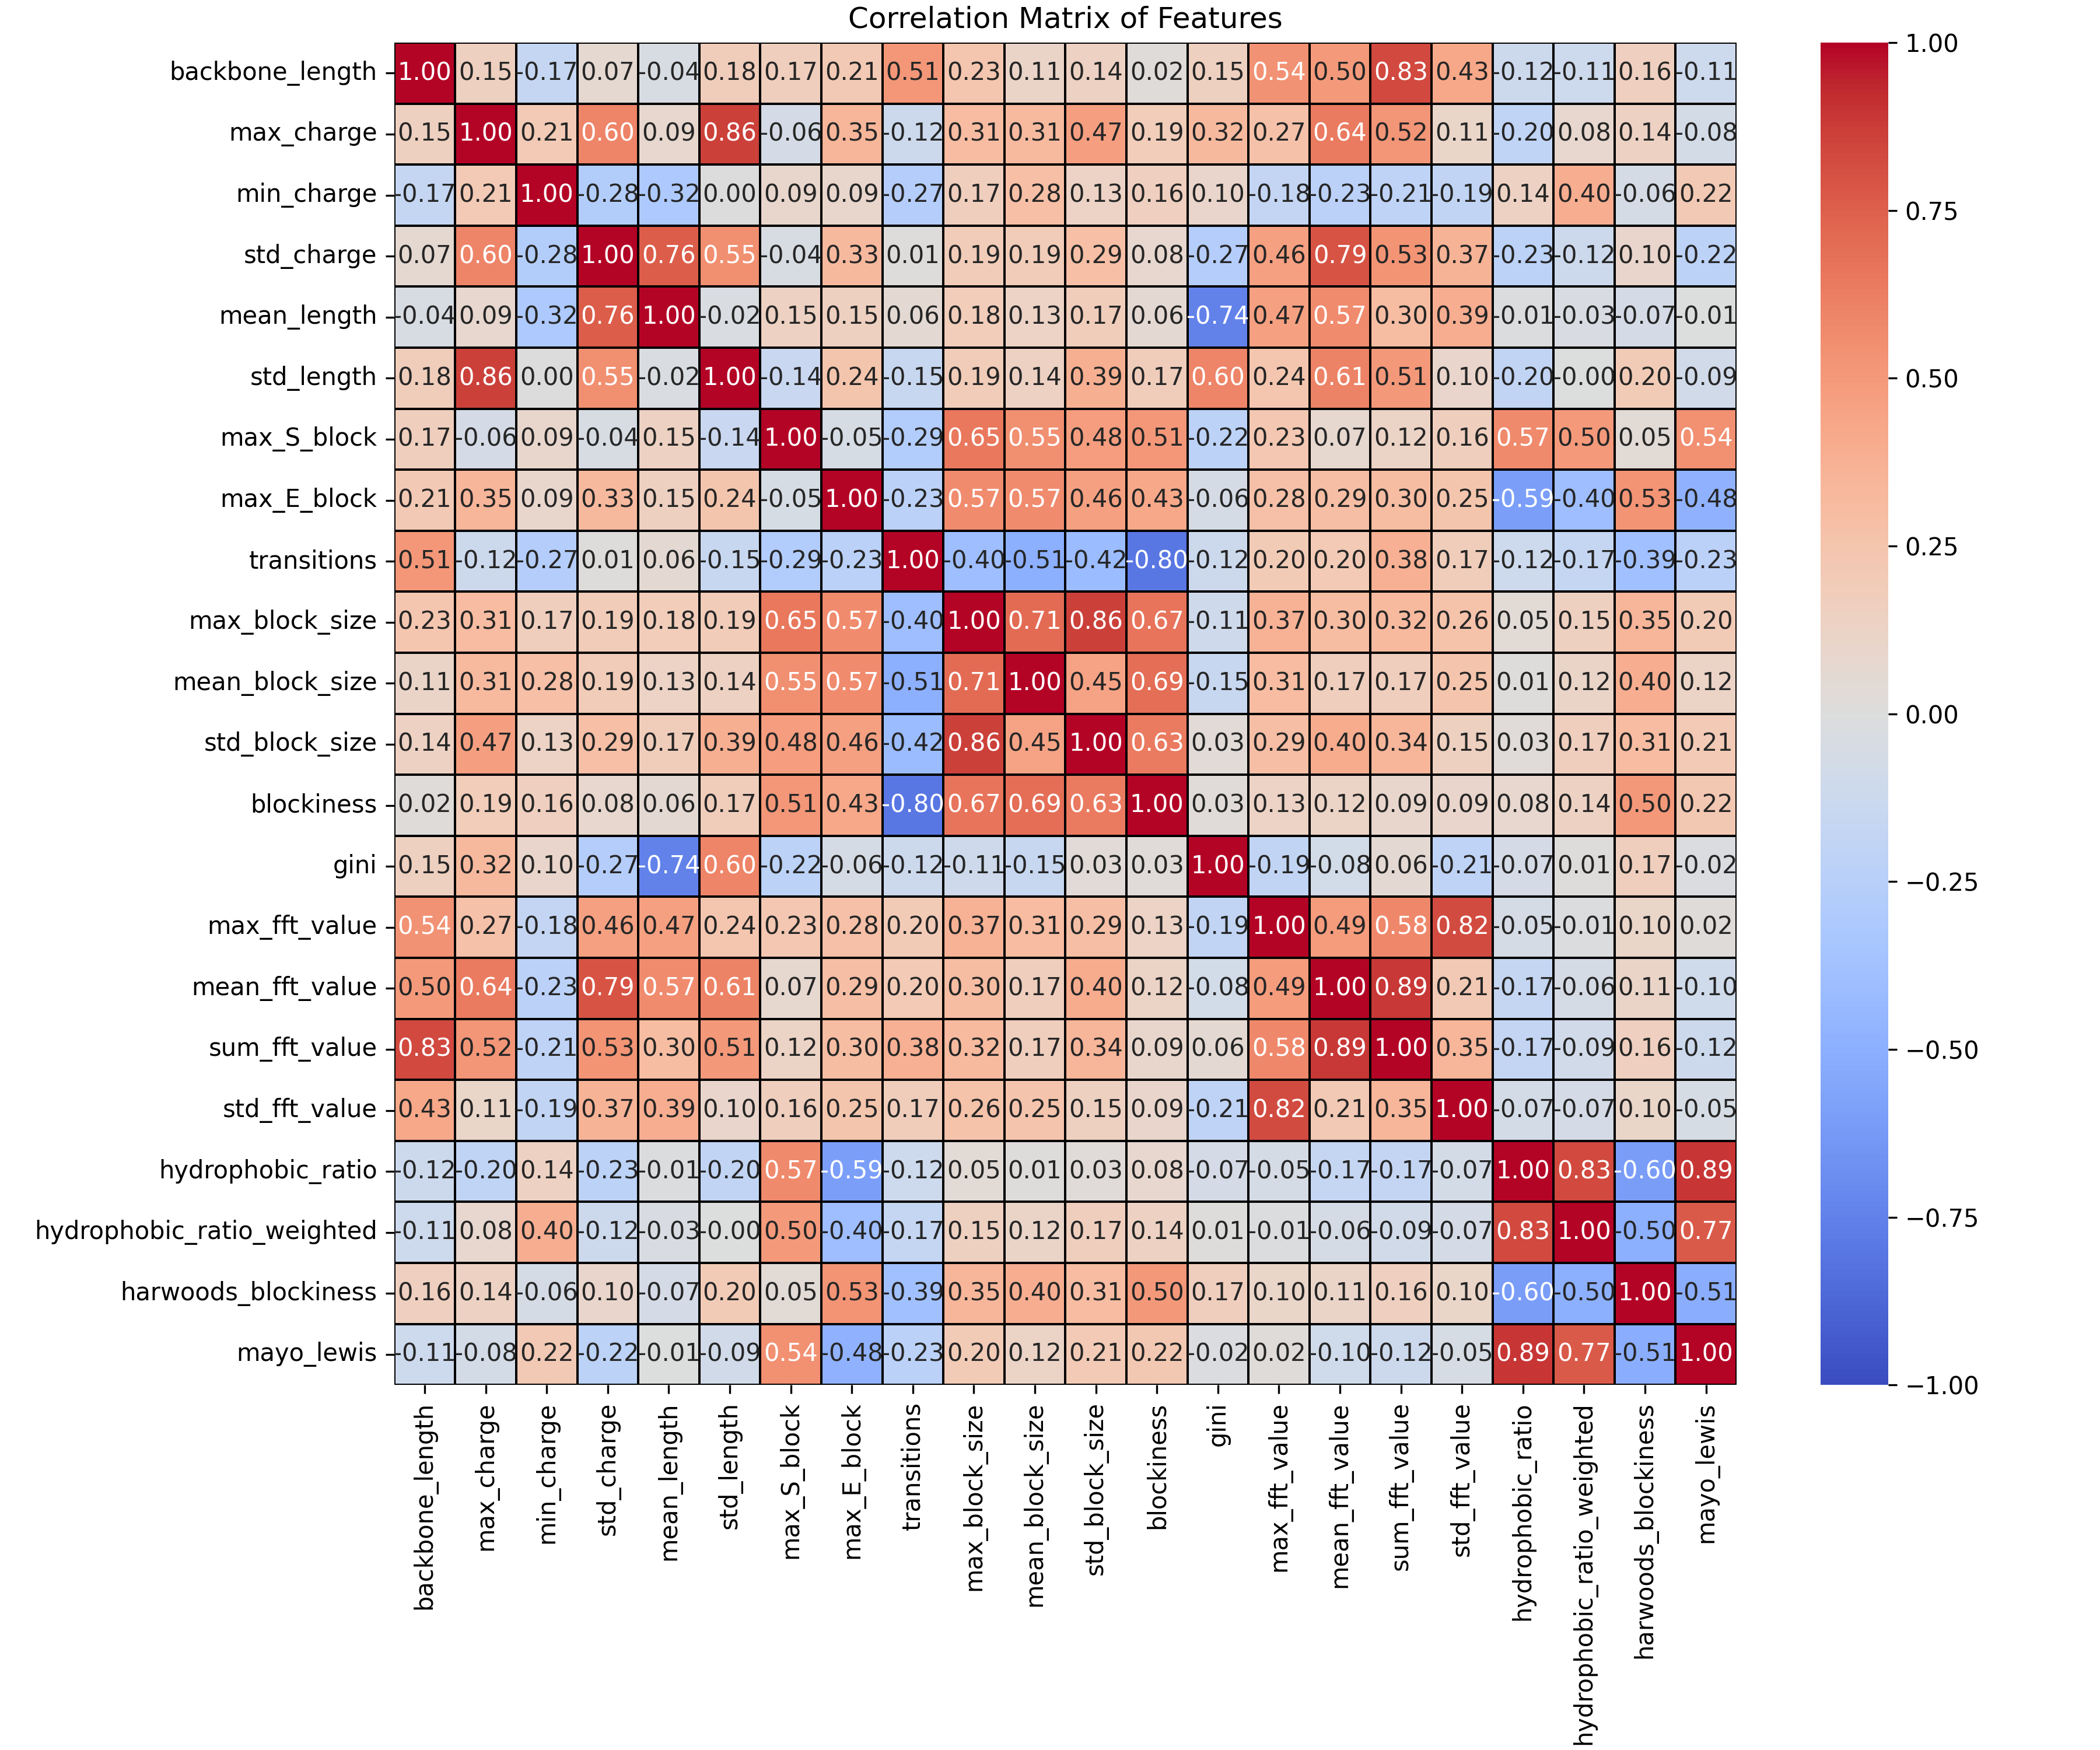 Correlation Matrix of Features
backbone_length 1.00 0.15 -0.17 0.07 -0.04 0.18 0.17 0.21 0.51 0.23 0.11 0.14 0.02 0.15 0.54 0.50 0.83 0.43 -0.12 -0.11 0.16 -0.11
max_charge 0.15 1.00 0.21 0.60 0.09 0.86 -0.06 0.35 -0.12 0.31 0.31 0.47 0.19 0.32 0.27 0.64 0.52 0.11 -0.20 0.08 0.14 -0.08
min_charge -0.17 0.21 1.00 -0.28 -0.32 0.00 0.09 0.09 -0.27 0.17 0.28 0.13 0.16 0.10 -0.18 -0.23 -0.21 -0.19 0.14 0.40 -0.06 0.22
std_charge 0.07 0.60 -0.28 1.00 0.76 0.55 -0.04 0.33 0.01 0.19 0.19 0.29 0.08 -0.27 0.46 0.79 0.53 0.37 -0.23 -0.12 0.10 -0.22
mean_length -0.04 0.09 -0.32 0.76 1.00 -0.02 0.15 0.15 0.06 0.18 0.13 0.17 0.06 -0.74 0.47 0.57 0.30 0.39 -0.01 -0.03 -0.07 -0.01
std_length 0.18 0.86 0.00 0.55 -0.02 1.00 -0.14 0.24 -0.15 0.19 0.14 0.39 0.17 0.60 0.24 0.61 0.51 0.10 -0.20 -0.00 0.20 -0.09
max_S_block 0.17 -0.06 0.09 -0.04 0.15 -0.14 1.00 -0.05 -0.29 0.65 0.55 0.48 0.51 -0.22 0.23 0.07 0.12 0.16 0.57 0.50 0.05 0.54
max_E_block 0.21 0.35 0.09 0.33 0.15 0.24 -0.05 1.00 -0.23 0.57 0.57 0.46 0.43 -0.06 0.28 0.29 0.30 0.25 -0.59 -0.40 0.53 -0.48
transitions 0.51 -0.12 -0.27 0.01 0.06 -0.15 -0.29 -0.23 1.00 -0.40 -0.51 -0.42 -0.80 -0.12 0.20 0.20 0.38 0.17 -0.12 -0.17 -0.39 -0.23
max_block_size 0.23 0.31 0.17 0.19 0.18 0.19 0.65 0.57 -0.40 1.00 0.71 0.86 0.67 -0.11 0.37 0.30 0.32 0.26 0.05 0.15 0.35 0.20
mean_block_size 0.11 0.31 0.28 0.19 0.13 0.14 0.55 0.57 -0.51 0.71 1.00 0.45 0.69 -0.15 0.31 0.17 0.17 0.25 0.01 0.12 0.40 0.12
std_block_size 0.14 0.47 0.13 0.29 0.17 0.39 0.48 0.46 -0.42 0.86 0.45 1.00 0.63 0.03 0.29 0.40 0.34 0.15 0.03 0.17 0.31 0.21
blockiness 0.02 0.19 0.16 0.08 0.06 0.17 0.51 0.43 -0.80 0.67 0.69 0.63 1.00 0.03 0.13 0.12 0.09 0.09 0.08 0.14 0.50 0.22
gini 0.15 0.32 0.10 -0.27 -0.74 0.60 -0.22 -0.06 -0.12 -0.11 -0.15 0.03 0.03 1.00 -0.19 -0.08 0.06 -0.21 -0.07 0.01 0.17 -0.02
max_fft_value 0.54 0.27 -0.18 0.46 0.47 0.24 0.23 0.28 0.20 0.37 0.31 0.29 0.13 -0.19 1.00 0.49 0.58 0.82 -0.05 -0.01 0.10 0.02
mean_fft_value 0.50 0.64 -0.23 0.79 0.57 0.61 0.07 0.29 0.20 0.30 0.17 0.40 0.12 -0.08 0.49 1.00 0.89 0.21 -0.17 -0.06 0.11 -0.10
sum_fft_value 0.83 0.52 -0.21 0.53 0.30 0.51 0.12 0.30 0.38 0.32 0.17 0.34 0.09 0.06 0.58 0.89 1.00 0.35 -0.17 -0.09 0.16 -0.12
std_fft_value 0.43 0.11 -0.19 0.37 0.39 0.10 0.16 0.25 0.17 0.26 0.25 0.15 0.09 -0.21 0.82 0.21 0.35 1.00 -0.07 -0.07 0.10 -0.05
hydrophobic_ratio -0.12 -0.20 0.14 -0.23 -0.01 -0.20 0.57 -0.59 -0.12 0.05 0.01 0.03 0.08 -0.07 -0.05 -0.17 -0.17 -0.07 1.00 0.83 -0.60 0.89
hydrophobic_ratio_weighted -0.11 0.08 0.40 -0.12 -0.03 -0.00 0.50 -0.40 -0.17 0.15 0.12 0.17 0.14 0.01 -0.01 -0.06 -0.09 -0.07 0.83 1.00 -0.50 0.77
harwoods_blockiness 0.16 0.14 -0.06 0.10 -0.07 0.20 0.05 0.53 -0.39 0.35 0.40 0.31 0.50 0.17 0.10 0.11 0.16 0.10 -0.60 -0.50 1.00 -0.51
mayo_lewis -0.11 -0.08 0.22 -0.22 -0.01 -0.09 0.54 -0.48 -0.23 0.20 0.12 0.21 0.22 -0.02 0.02 -0.10 -0.12 -0.05 0.89 0.77 -0.51 1.00
backbone_length
max_charge
min_charge
std_charge
mean_length
std_length
max_S_block
max_E_block
transitions
max_block_size
mean_block_size
std_block_size
blockiness
gini
max_fft_value
mean_fft_value
sum_fft_value
std_fft_value
hydrophobic_ratio
hydrophobic_ratio_weighted
harwoods_blockiness
mayo_lewis
1.00
0.75
0.50
0.25
0.00
−0.25
−0.50
−0.75
−1.00